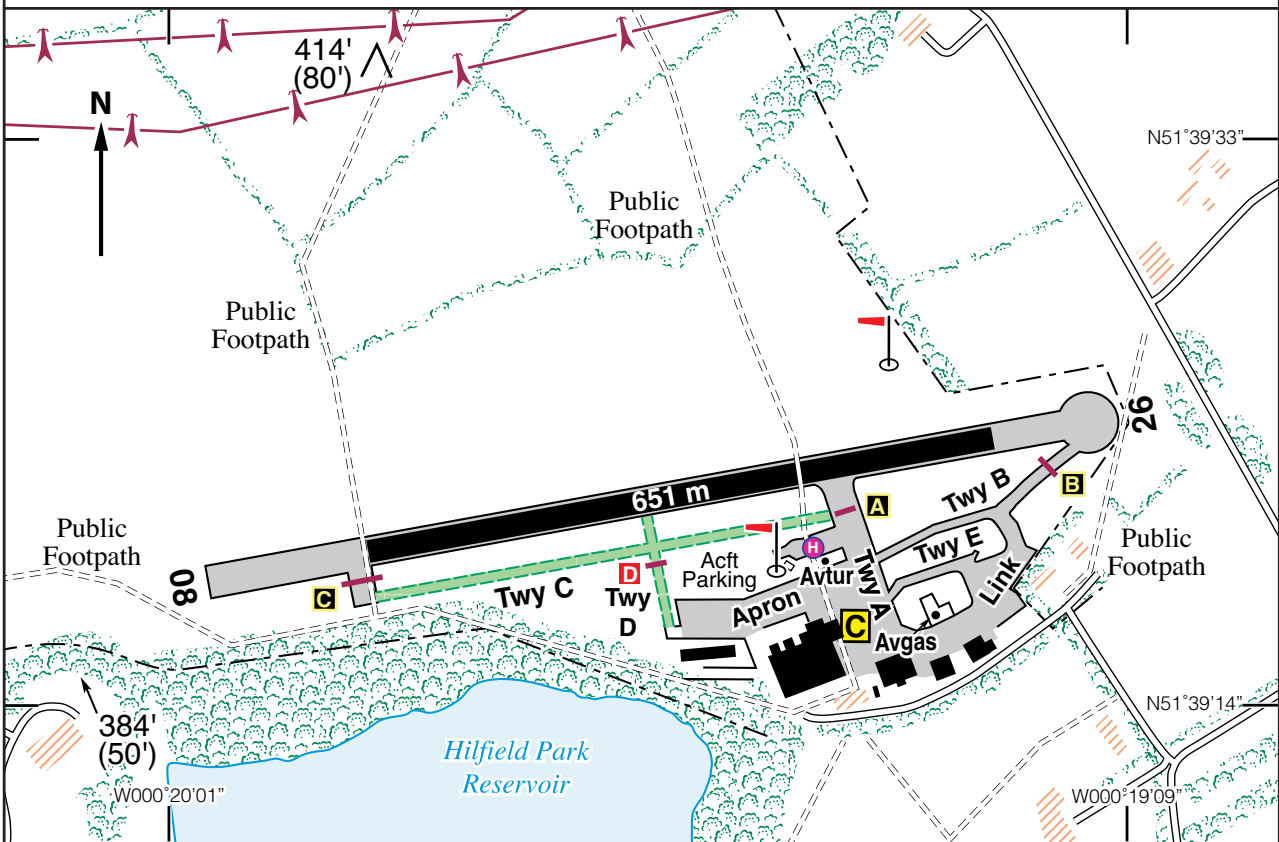 414'
(80')
N
N51°39'33"
Public
Footpath
Public
Footpath
26
651 m
A
B
Twy B
Public
Footpath
H
Twy E
Public
Footpath
Acft
Parking
D
Avtur
08
C
Twy C
Twy
D
Apron
Twy A
Link
C
Avgas
N51°39'14"
384'
(50')
Hilfield Park
Reservoir
W000°20'01"
W000°19'09"